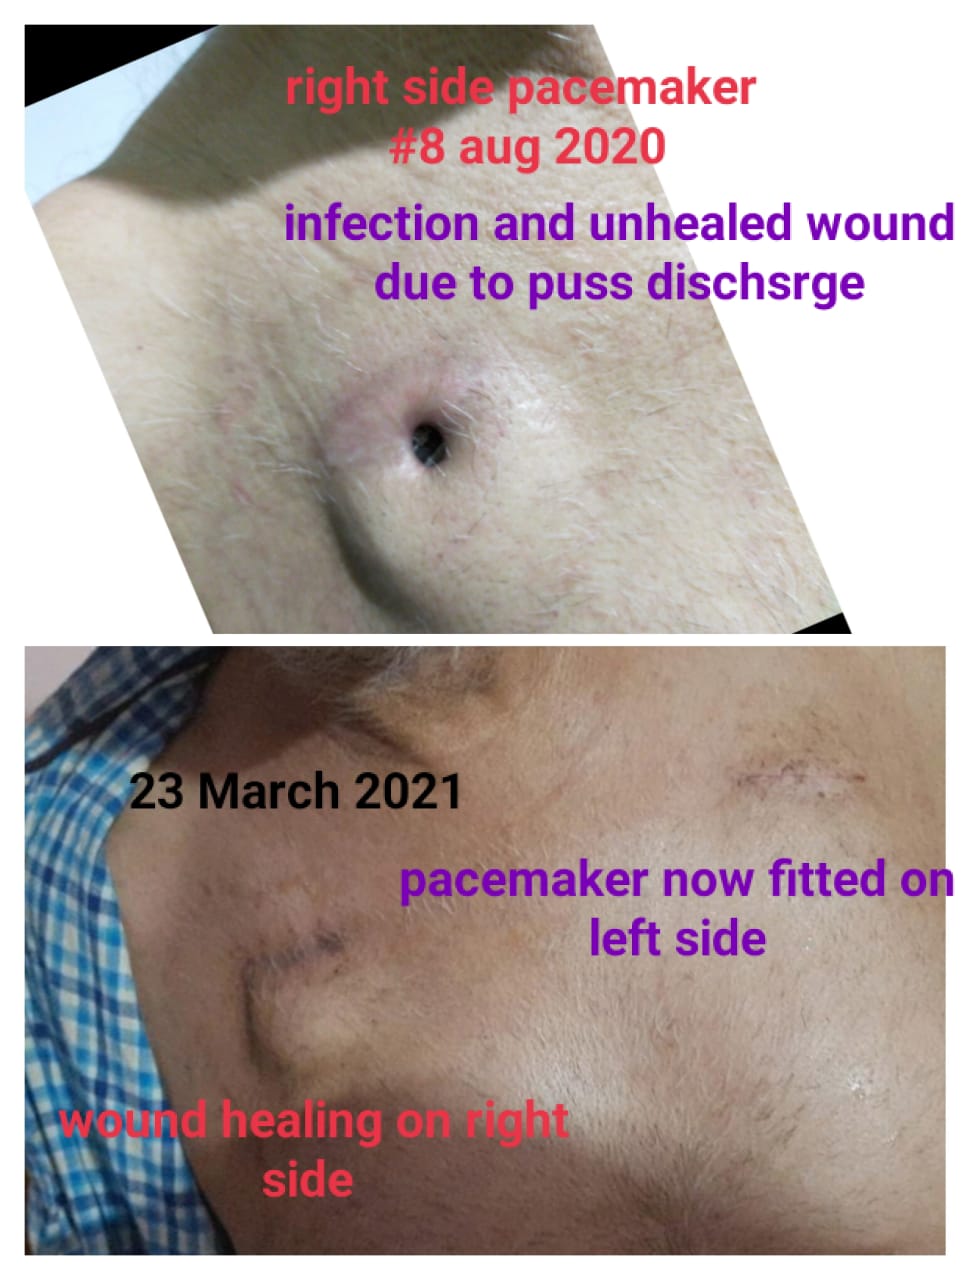 right side pacemaker
#8 aug 2020
infection and unhealed wound
due to puss dischsrge
23 March 2021
pacemaker now fitted on
left side
wound healing on right
side